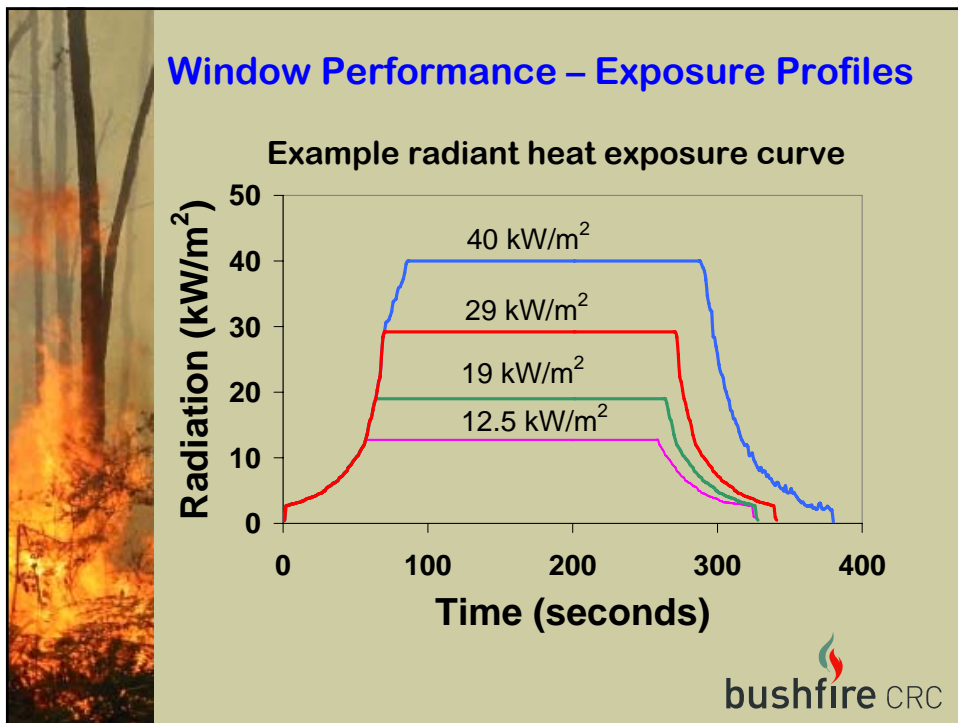 Window Performance – Exposure Profiles
Example radiant heat exposure curve
Radiation (kW/m²)
50
40
30
20
10
0
40 kW/m²
29 kW/m²
19 kW/m²
12.5 kW/m²
0 100 200 300 400
Time (seconds)
bushfire CRC